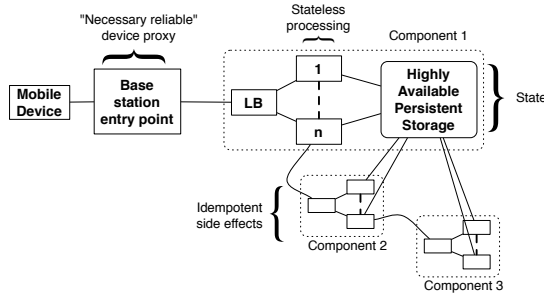 "Necessary reliable"
device proxy
Stateless
processing
Component 1
Mobile
Device
Base
station
entry point
LB
1
n
Highly
Available
Persistent
Storage
State
Idempotent
side effects
Component 2
Component 3